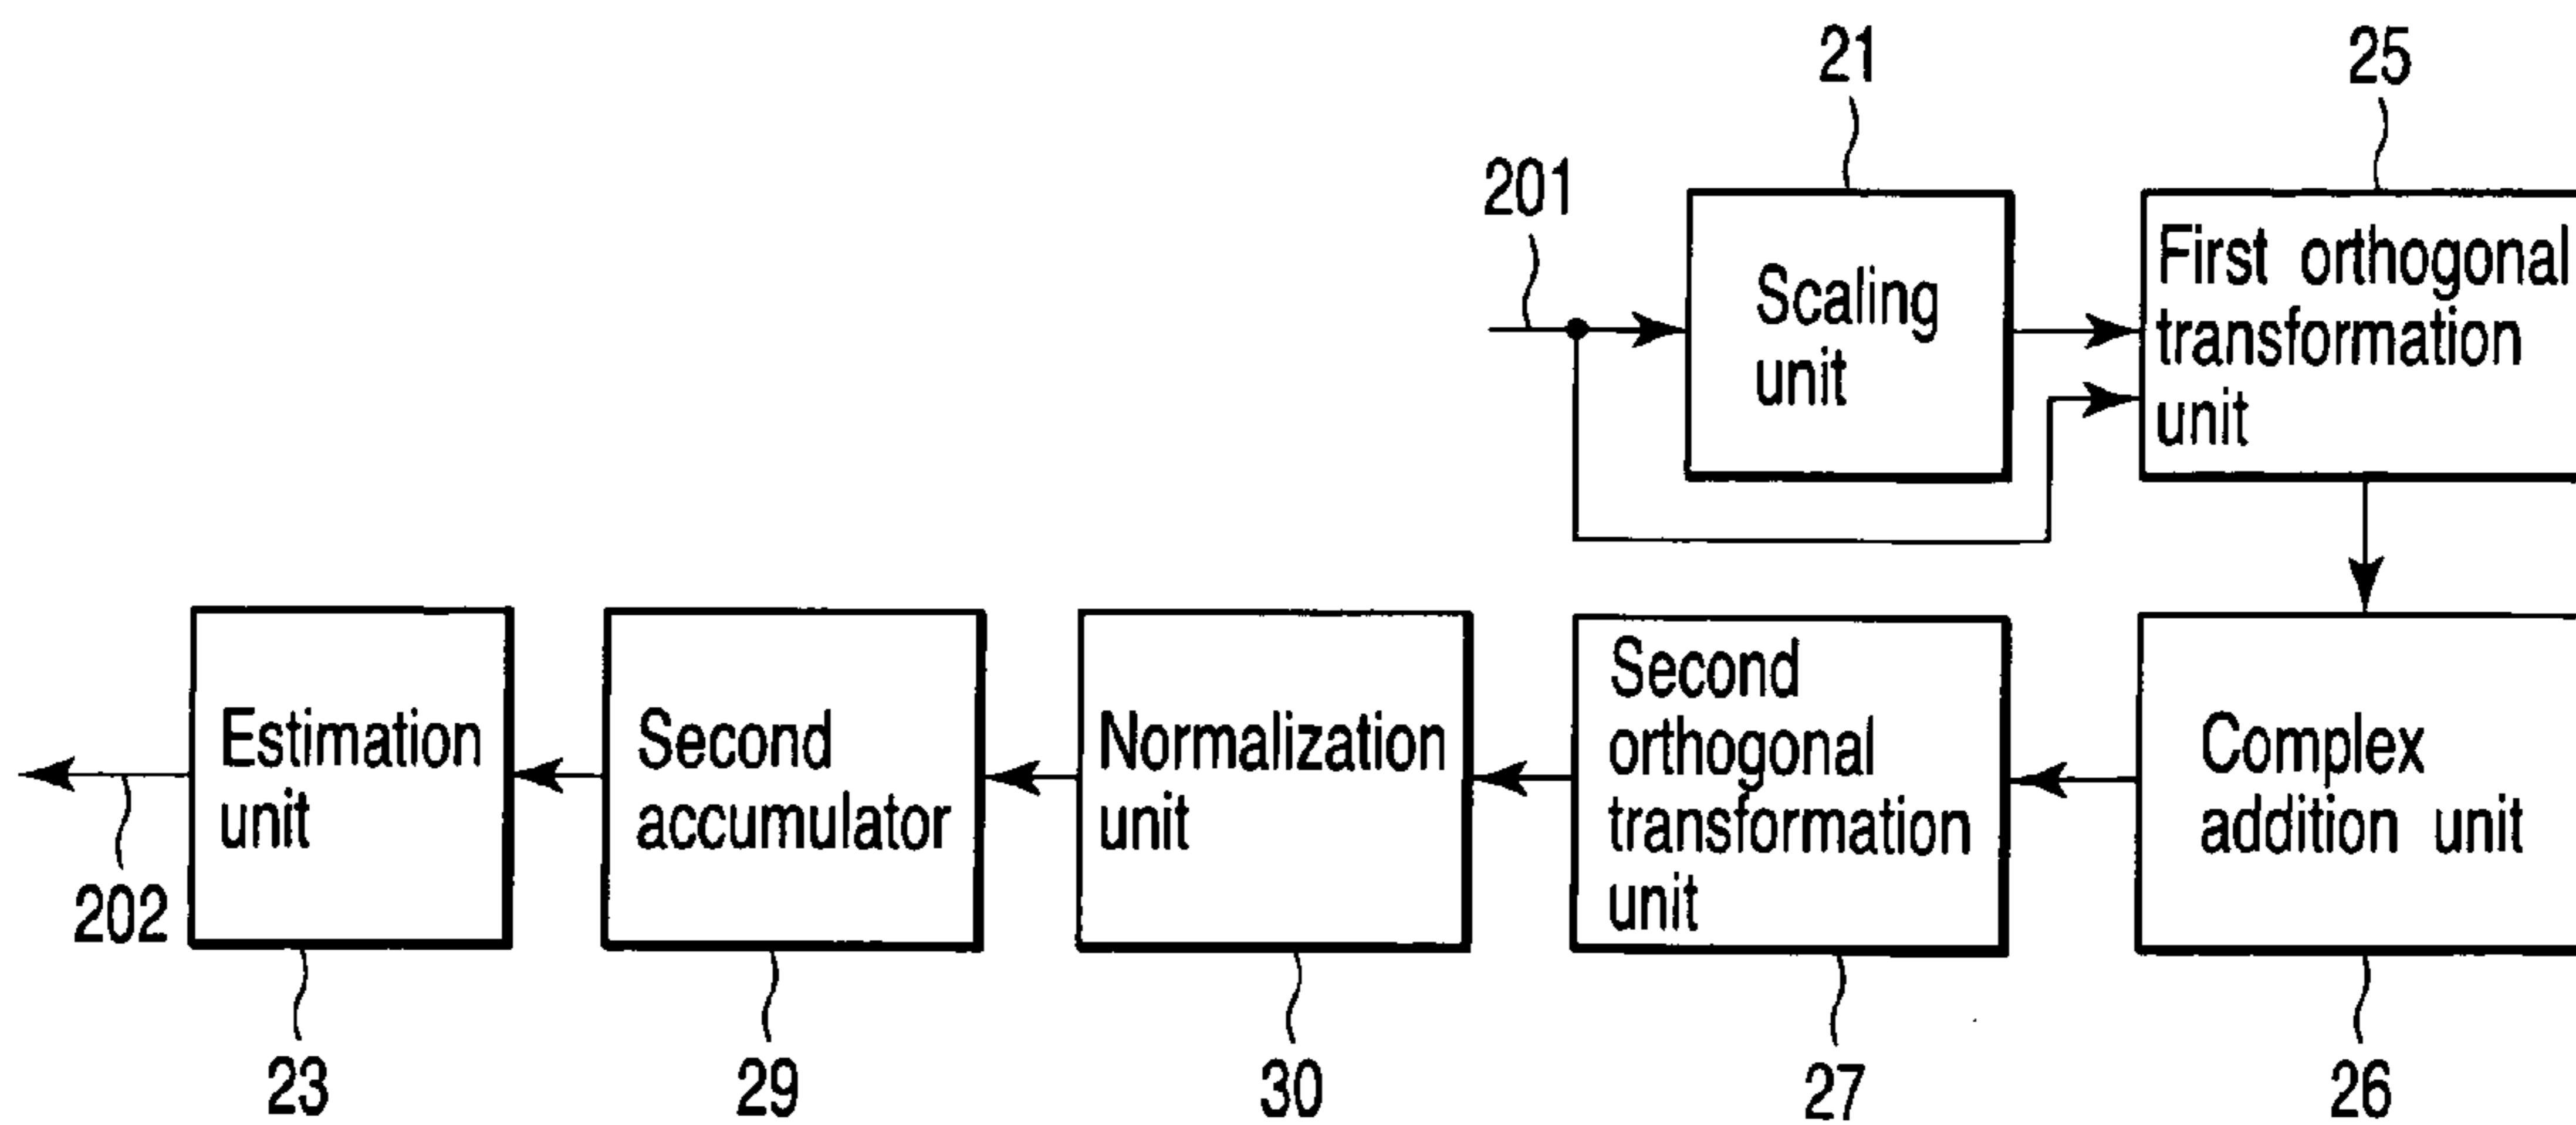 21
25
201
Scaling
unit
First orthogonal
transformation
unit
Estimation
unit
Second
accumulator
Normalization
unit
Second
orthogonal
transformation
unit
Complex
addition unit
202
23
29
30
27
26